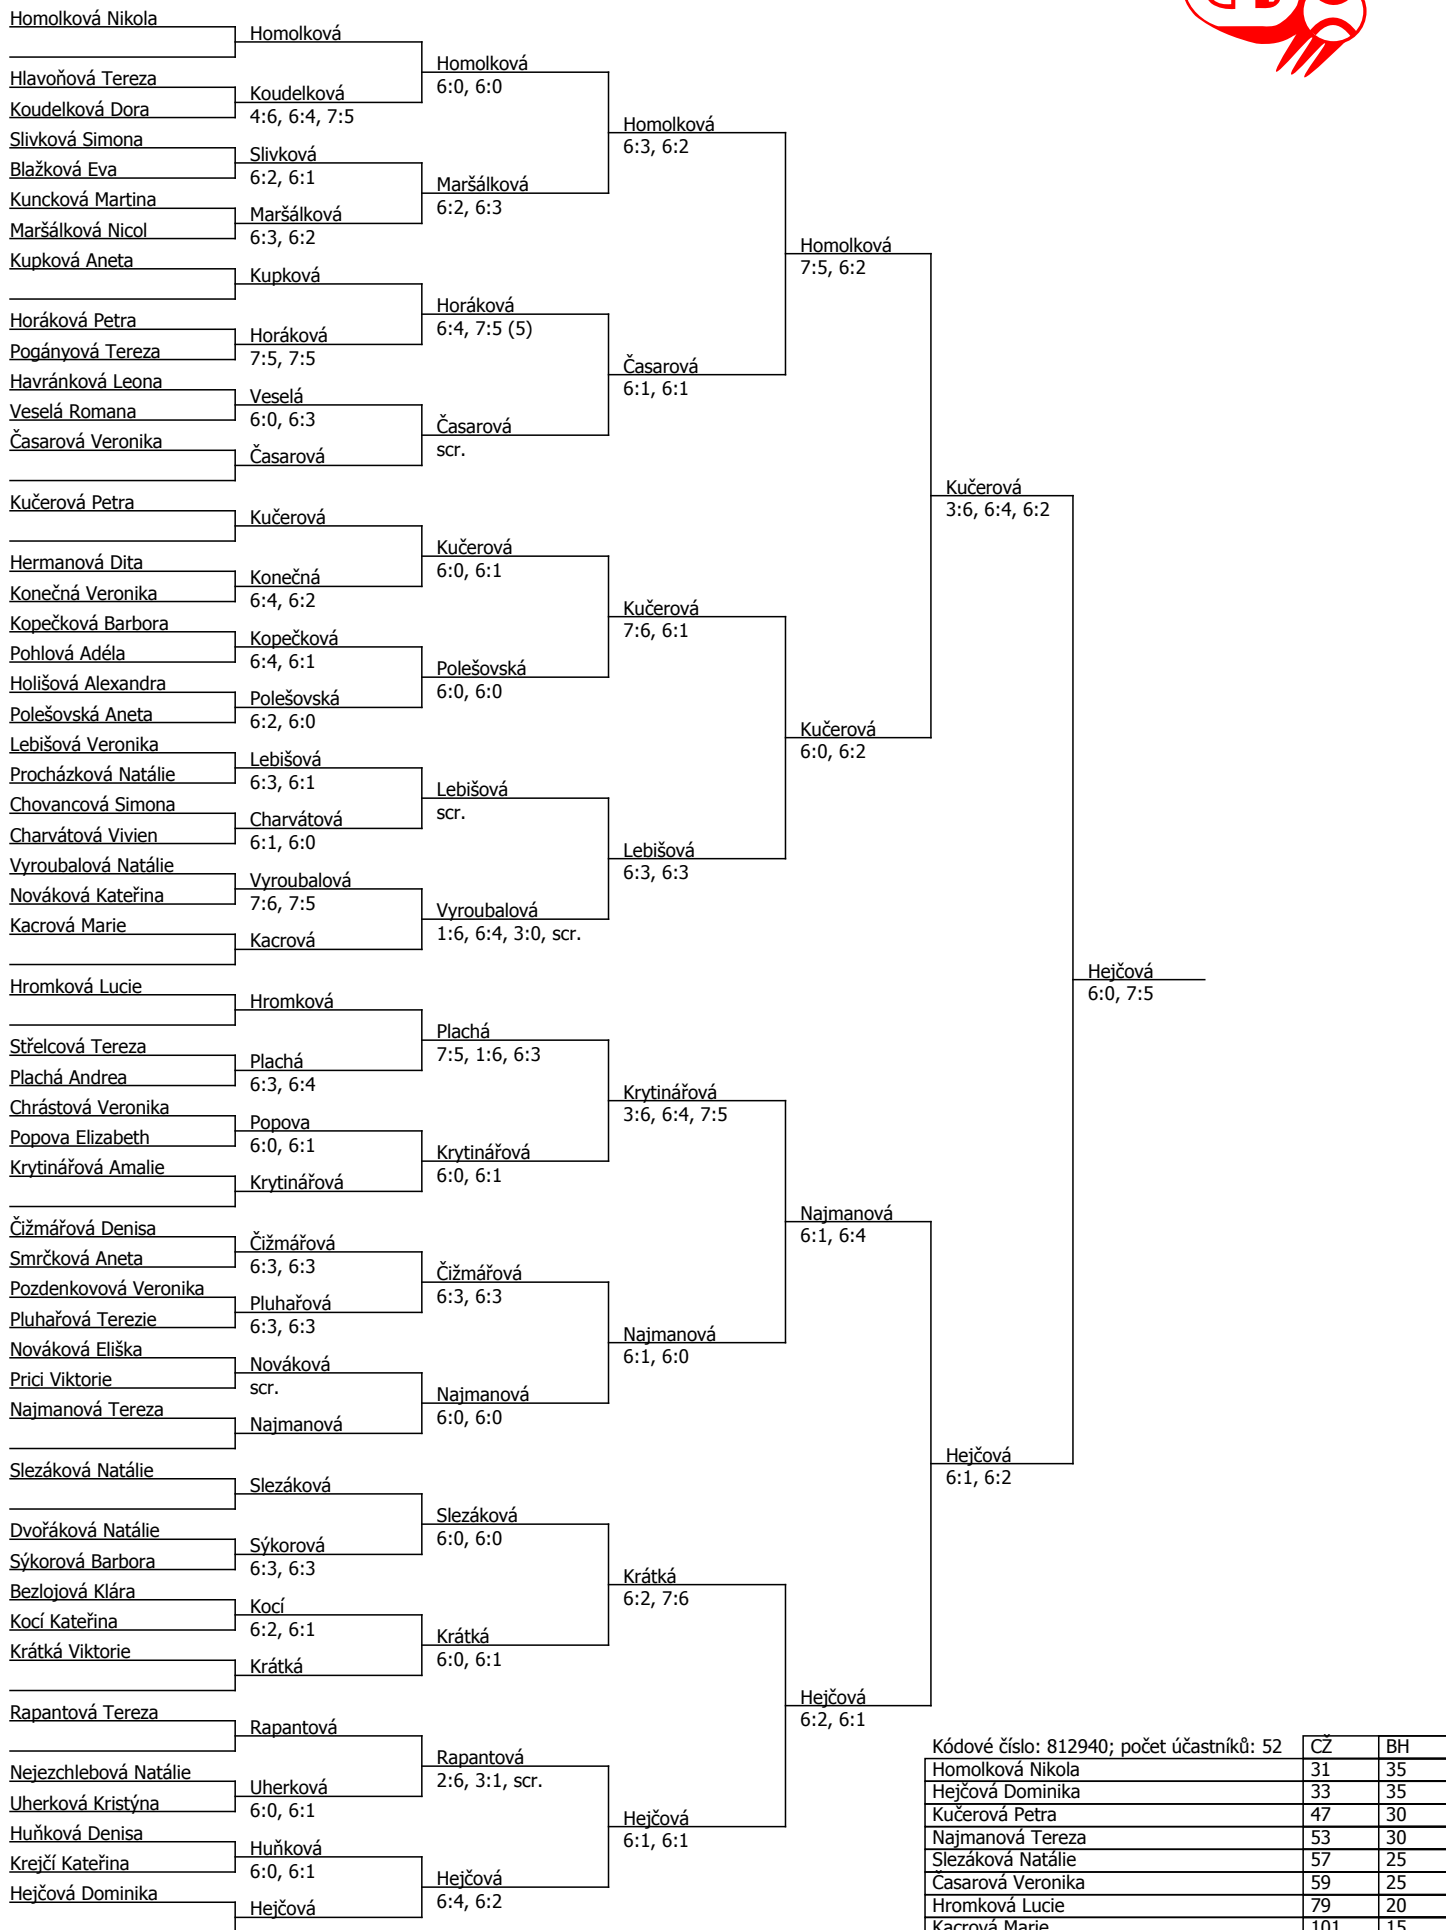 Homolková Nikola
Hlavoňová Tereza
Koudelková Dora
Slivková Simona
Blažková Eva
Kuncková Martina
Maršálková Nicol
Kupková Aneta
Horáková Petra
Pogányová Tereza
Havránková Leona
Veselá Romana
Časarová Veronika
Kučerová Petra
Hermanová Dita
Konečná Veronika
Kopečková Barbora
Pohlová Adéla
Holišová Alexandra
Polešovská Aneta
Lebišová Veronika
Procházková Natálie
Chovancová Simona
Charvátová Vivien
Vyroubalová Natálie
Nováková Kateřina
Kacrová Marie
Hromková Lucie
Střelcová Tereza
Plachá Andrea
Chrástová Veronika
Popova Elizabeth
Krytinářová Amalie
Čižmářová Denisa
Smrčková Aneta
Pozdenkovová Veronika
Pluhařová Terezie
Nováková Eliška
Prici Viktorie
Najmanová Tereza
Slezáková Natálie
Dvořáková Natálie
Sýkorová Barbora
Bezlojová Klára
Kocí Kateřina
Krátká Viktorie
Rapantová Tereza
Nejezchlebová Natálie
Uherková Kristýna
Huňková Denisa
Krejčí Kateřina
Hejčová Dominika
Homolková
Koudelková
4:6, 6:4, 7:5
Slivková
6:2, 6:1
Maršálková
6:3, 6:2
Kupková
Horáková
7:5, 7:5
Veselá
6:0, 6:3
Časarová
Kučerová
Konečná
6:4, 6:2
Kopečková
6:4, 6:1
Polešovská
6:2, 6:0
Lebišová
6:3, 6:1
Charvátová
6:1, 6:0
Vyroubalová
7:6, 7:5
Kacrová
Hromková
Plachá
6:3, 6:4
Popova
6:0, 6:1
Krytinářová
Čižmářová
6:3, 6:3
Pluhařová
6:3, 6:3
Nováková
scr.
Najmanová
Slezáková
Sýkorová
6:3, 6:3
Kocí
6:2, 6:1
Krátká
Rapantová
Uherková
6:0, 6:1
Huňková
6:0, 6:1
Hejčová
Homolková
6:0, 6:0
Maršálková
6:2, 6:3
Horáková
6:4, 7:5 (5)
Časarová
scr.
Kučerová
6:0, 6:1
Polešovská
6:0, 6:0
Lebišová
scr.
Vyroubalová
1:6, 6:4, 3:0, scr.
Plachá
7:5, 1:6, 6:3
Krytinářová
6:0, 6:1
Čižmářová
6:3, 6:3
Najmanová
6:0, 6:0
Slezáková
6:0, 6:0
Krátká
6:0, 6:1
Rapantová
2:6, 3:1, scr.
Hejčová
6:4, 6:2
Homolková
6:3, 6:2
Časarová
6:1, 6:1
Kučerová
7:6, 6:1
Lebišová
6:3, 6:3
Krytinářová
3:6, 6:4, 7:5
Najmanová
6:1, 6:0
Krátká
6:2, 7:6
Hejčová
6:1, 6:1
Homolková
7:5, 6:2
Kučerová
6:0, 6:2
Najmanová
6:1, 6:4
Hejčová
6:2, 6:1
Kučerová
3:6, 6:4, 6:2
Hejčová
6:1, 6:2
Hejčová
6:0, 7:5
Kódové číslo: 812940; počet účastníků: 52 CŽ BH
Homolková Nikola 31 35
Hejčová Dominika 33 35
Kučerová Petra 47 30
Najmanová Tereza 53 30
Slezáková Natálie 57 25
Časarová Veronika 59 25
Hromková Lucie 79 20
Kacrová Marie 101 15